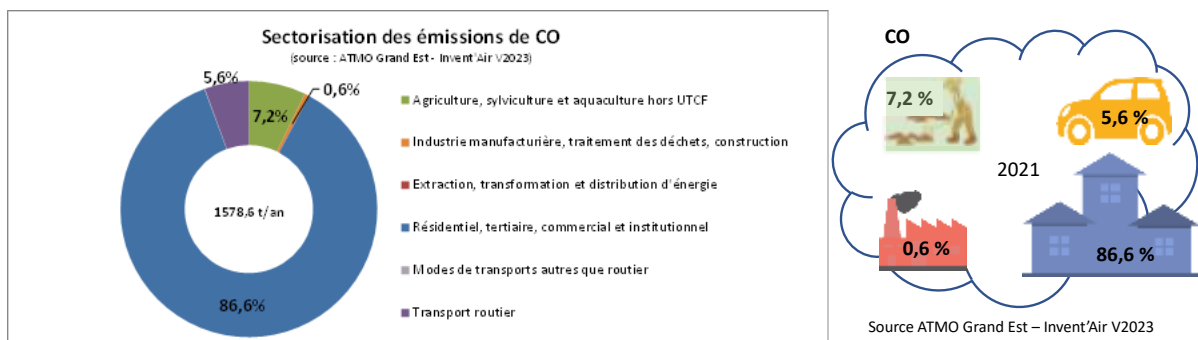 Sectorisation des émissions de CO
(source : ATMO Grand Est - Invent'Air V2023)
5,6%
0,6%
7,2%
1578,6 t/an
86,6%
Agriculture, sylviculture et aquaculture hors UTCF
Industrie manufacturière, traitement des déchets, construction
Extraction, transformation et distribution d'énergie
Résidentiel, tertiaire, commercial et institutionnel
Modes de transports autres que routier
Transport routier
CO
7,2 %
5,6 %
2021
0,6 %
86,6 %
Source ATMO Grand Est – Invent'Air V2023